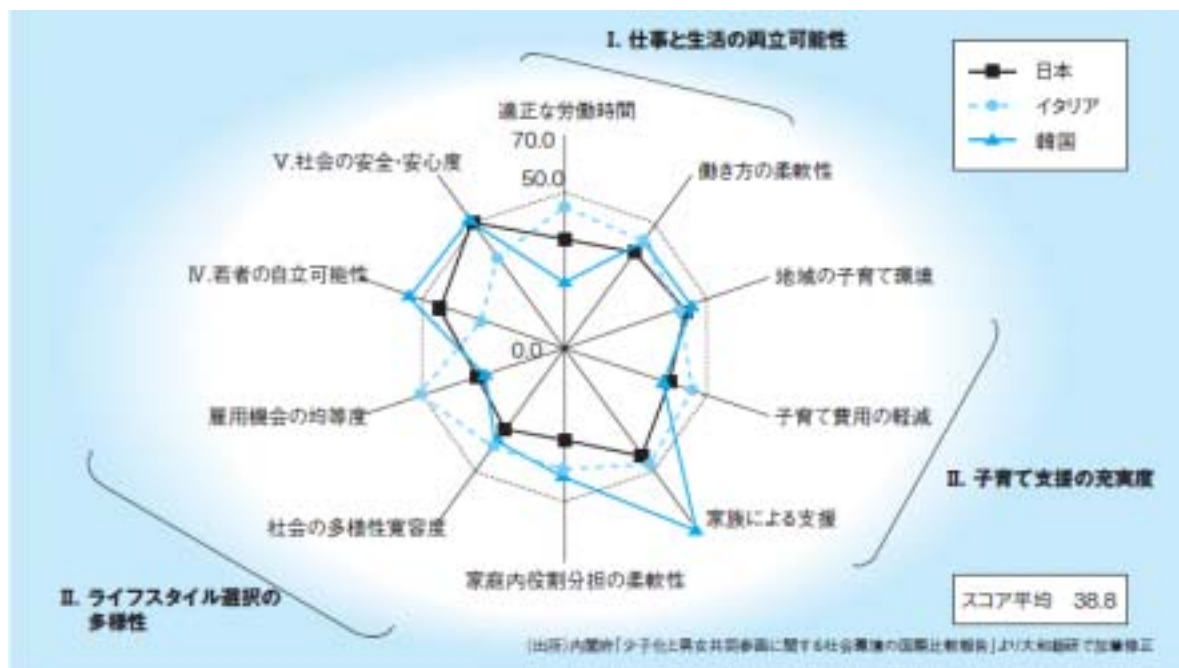 I. 仕事と生活の両立可能性
日本
イタリア
韓国
適正な労働時間
70.0
50.0
0.0
働き方の柔軟性
地域の子育て環境
子育て費用の軽減
家族による支援
家庭内役割分担の柔軟性
社会の多様性寛容度
雇用機会の均等度
Ⅳ.若者の自立可能性
Ⅴ.社会の安全・安心度
Ⅱ. 子育て支援の充実度
Ⅱ. ライフスタイル選択の
多様性
スコア平均 38.8
(出所)内閣府「少子化と男女共同参画に関する社会環境の国際比較報告」より大和総研で加筆修正